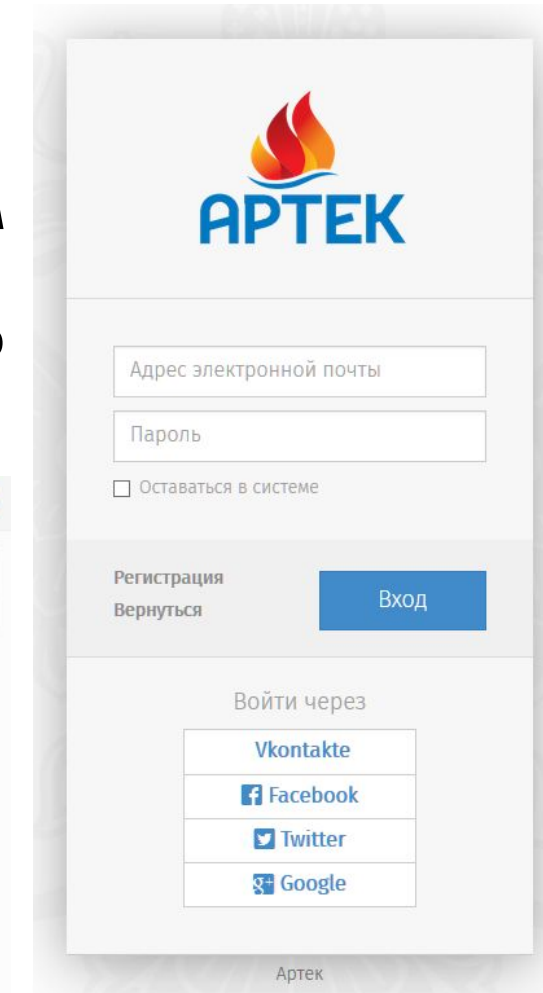 АРТЕК
Адрес электронной почты
Пароль
Оставаться в системе
Регистрация
Вернуться
Вход
Войти через
Vkontakte
Facebook
Twitter
g+ Google
Артек